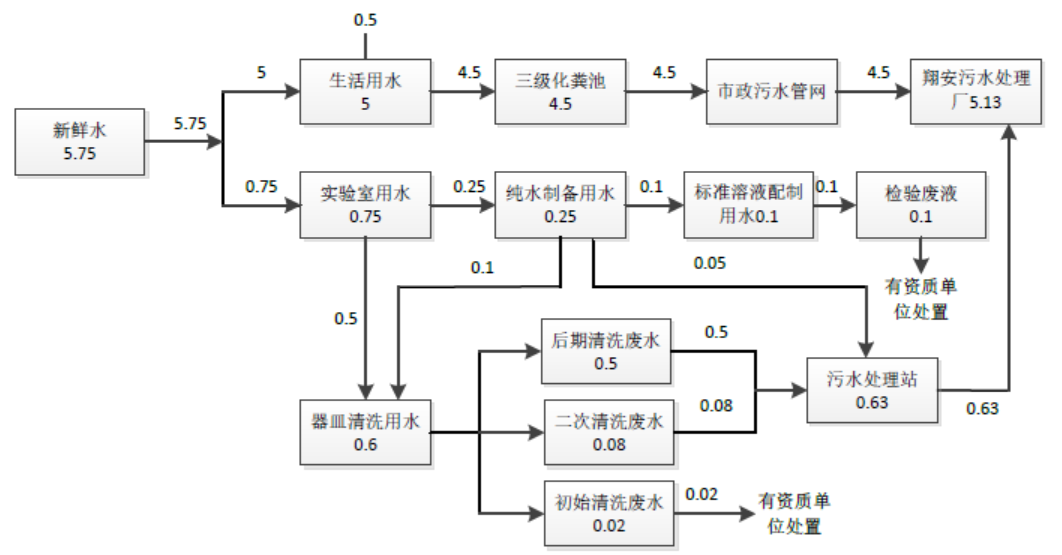 0.5
5
生活用水
5
4.5
三级化粪池
4.5
4.5
市政污水管网
4.5
翔安污水处理
厂5.13
新鲜水
5.75
5.75
0.75
实验室用水
0.75
0.25
纯水制备用水
0.25
0.1
标准溶液配制
用水0.1
0.1
检验废液
0.1
有资质单
位处置
0.1
0.05
0.5
后期清洗废水
0.5
0.5
污水处理站
0.63
0.63
器皿清洗用水
0.6
二次清洗废水
0.08
0.08
初始清洗废水
0.02
0.02
有资质单
位处置